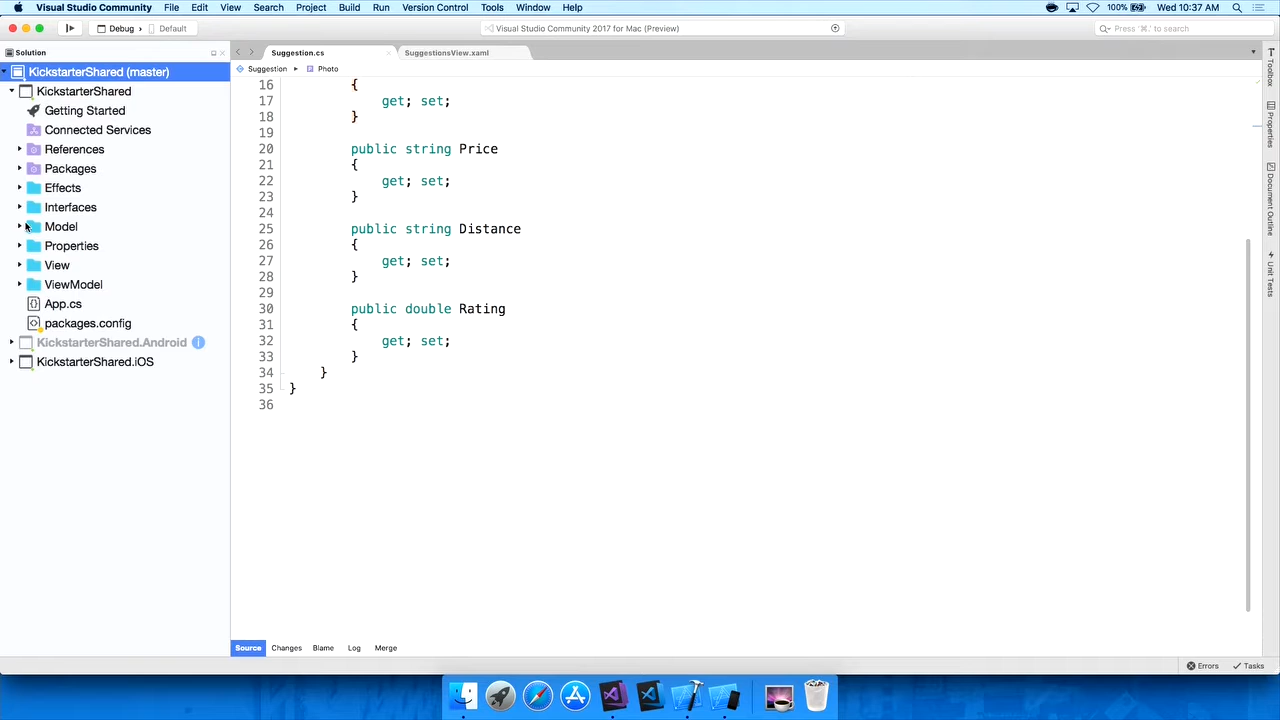 Visual Studio Community File Edit View Search Project Build Run Version Control Tools Window Help 100% Wed 10:37 AM
Debug › Default
Visual Studio Community 2017 for Mac (Preview)
Press '⌘.' to search
Solution
KickstarterShared (master)
KickstarterShared
Getting Started
Connected Services
References
Packages
Effects
Interfaces
Model
Properties
View
ViewModel
App.cs
packages.config
KickstarterShared.Android
KickstarterShared.iOS
Suggestion.cs SuggestionsView.xaml
Suggestion Photo
16 {
17 get; set;
18 }
19
20 public string Price
21 {
22 get; set;
23 }
24
25 public string Distance
26 {
27 get; set;
28 }
29
30 public double Rating
31 {
32 get; set;
33 }
34 }
35 }
36
Source Changes Blame Log Merge
Errors Tasks
Toolbox
Properties
Document Outline
Unit Tests